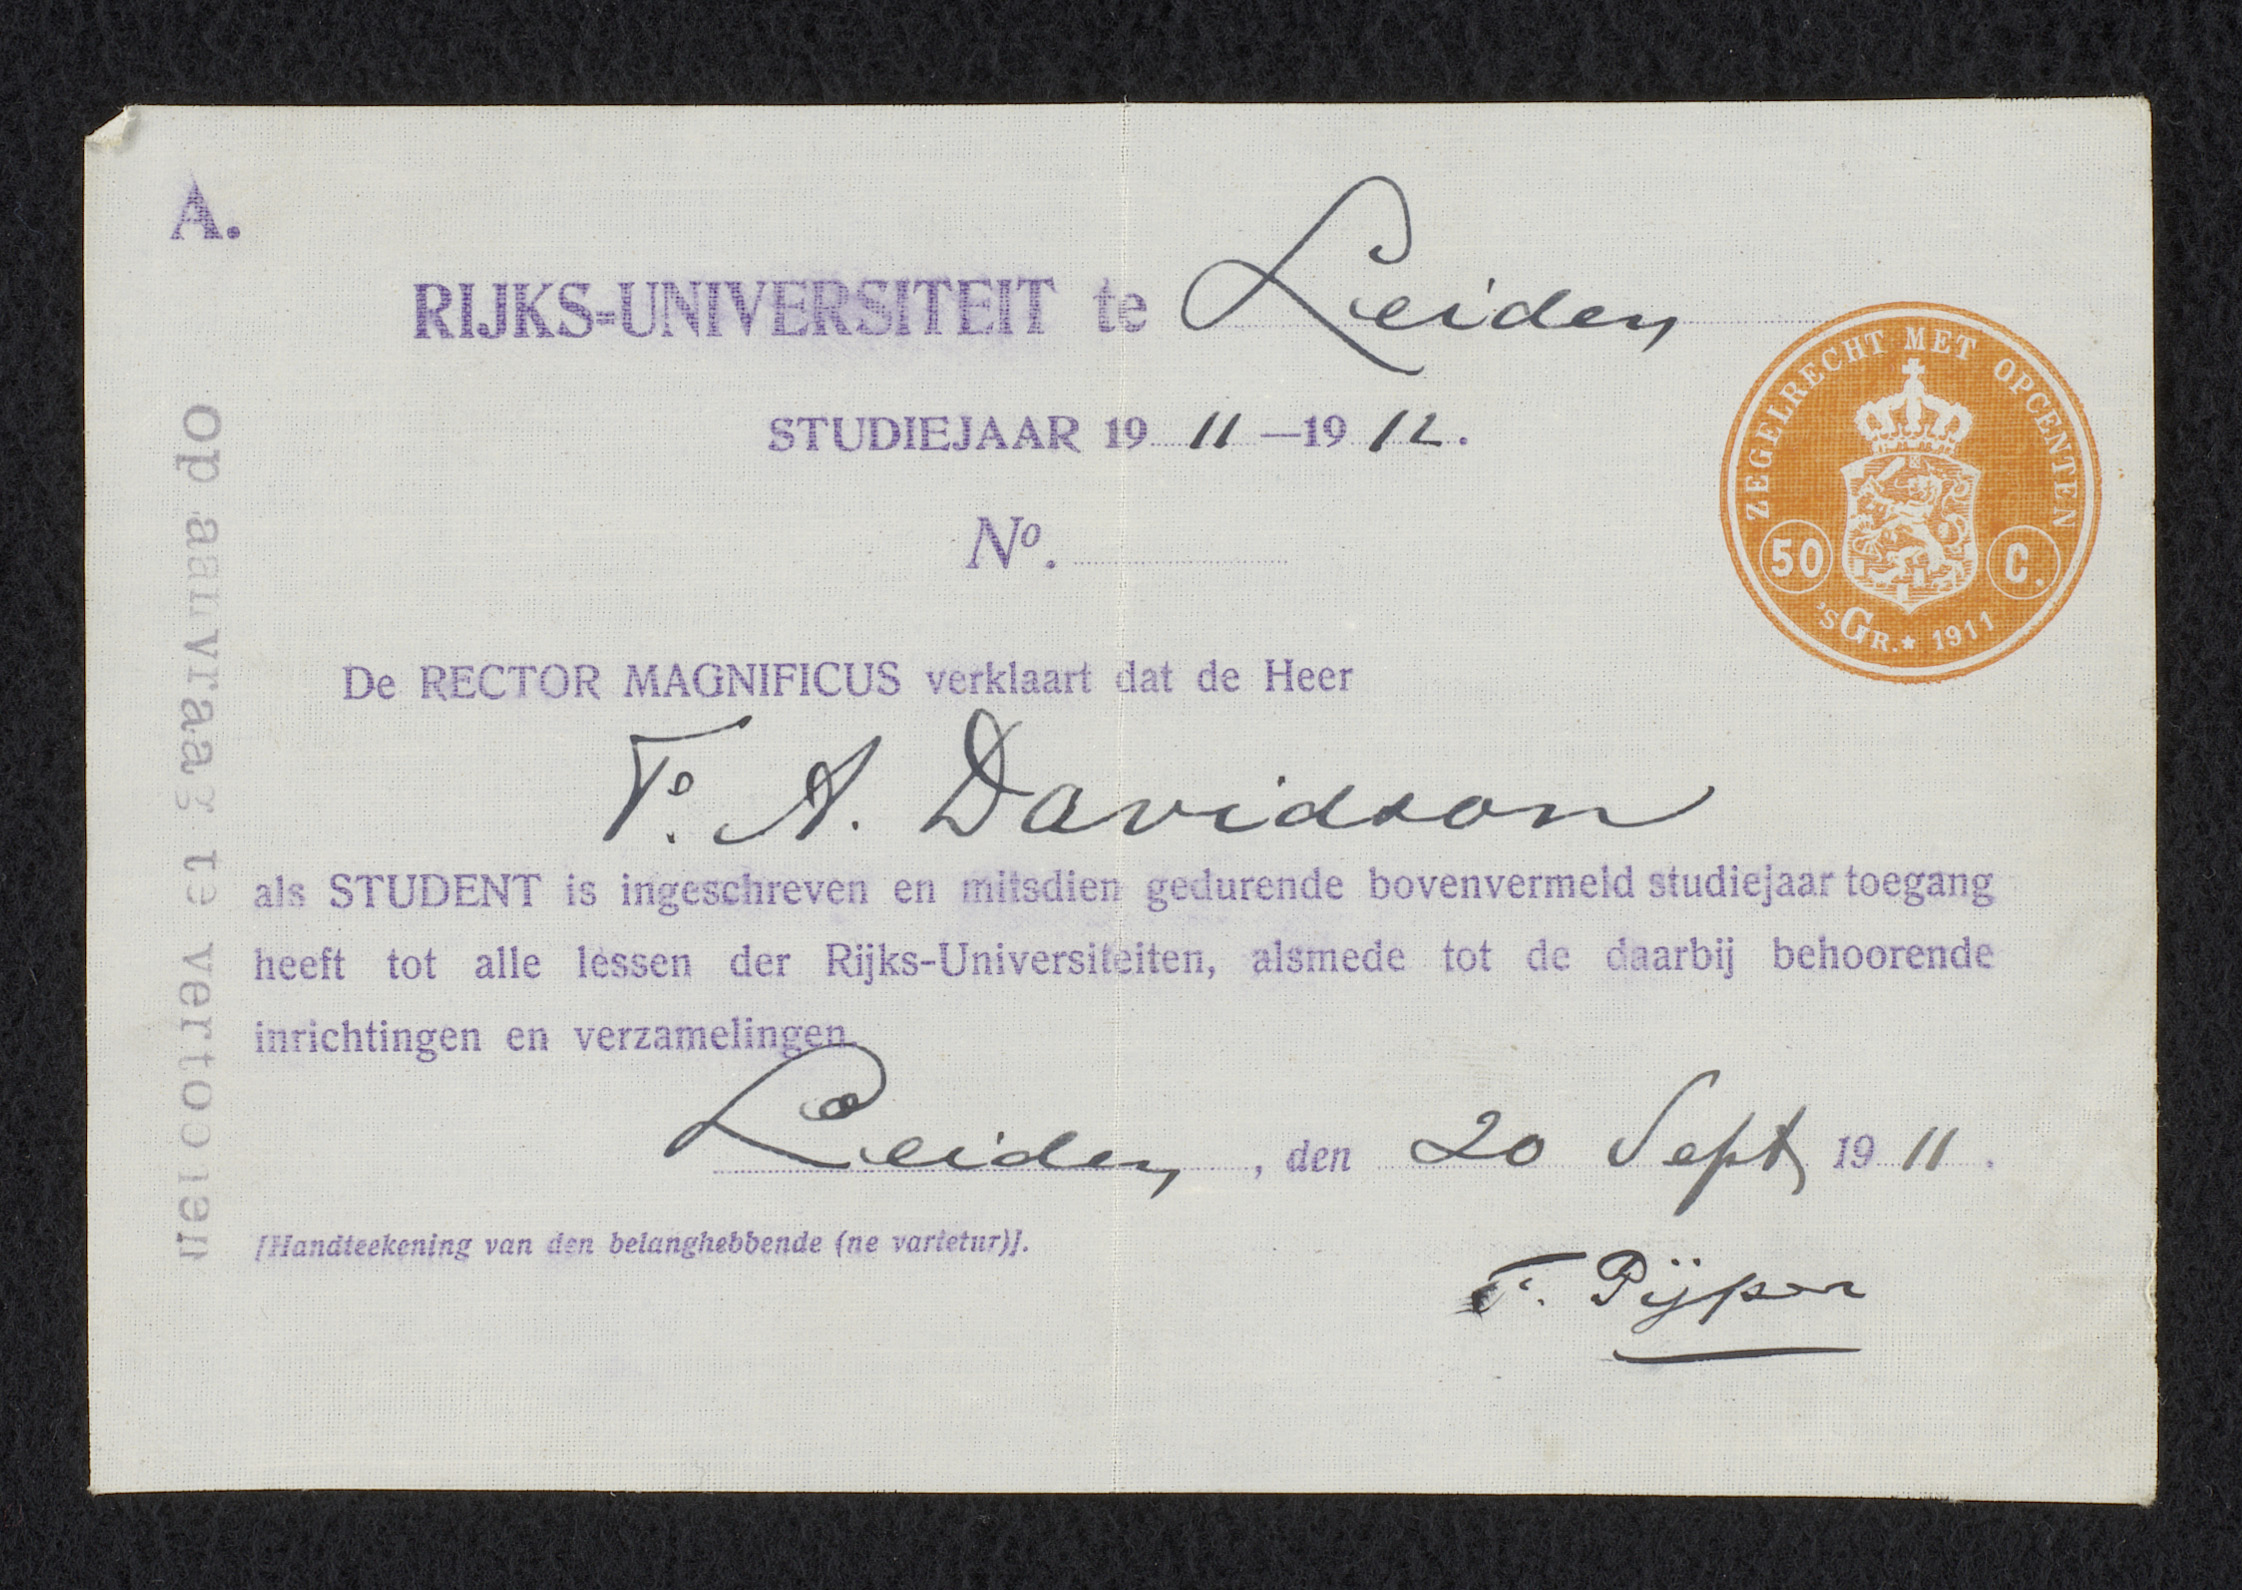 A.
RIJKS=UNIVERSITEIT te Leiden
STUDIEJAAR 19 11 —19 12.
ZEGELRECHT MET OPCENTEN
50 C.
'sGR.★ 1911
Nº.
De RECTOR MAGNIFICUS verklaart dat de Heer
F. A. Davidson
als STUDENT is ingeschreven en mitsdien gedurende bovenvermeld studiejaar toegang
heeft tot alle lessen der Rijks-Universiteiten, alsmede tot de daarbij behoorende
inrichtingen en verzamelingen.
Leiden, den 20 Sept 19 11.
[Handteekening van den belanghebbende (ne varietur)].
F. Pijper
Op aanvraag te vertoonen